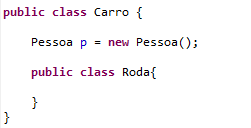 public class Carro {
Pessoa p = new Pessoa();
public class Roda{
}
}